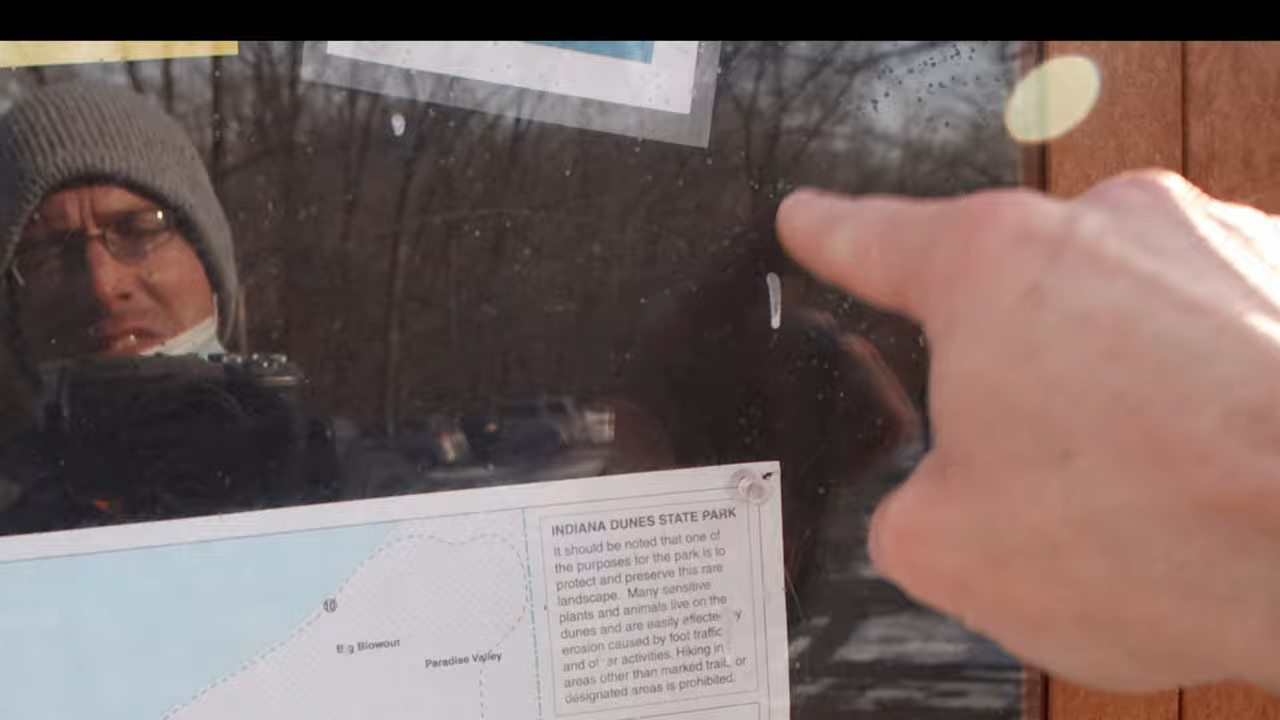 INDIANA DUNES STATE PARK
It should be noted that one of
the purposes for the park is to
protect and preserve this rare
landscape. Many sensitive
plants and animals live on the
dunes and are easily affecte y
erosion caused by foot traffic
and o er activities. Hiking in
areas other than marked trail, or
designated areas is prohibited.
10
B g Blowout
Paradise Valley